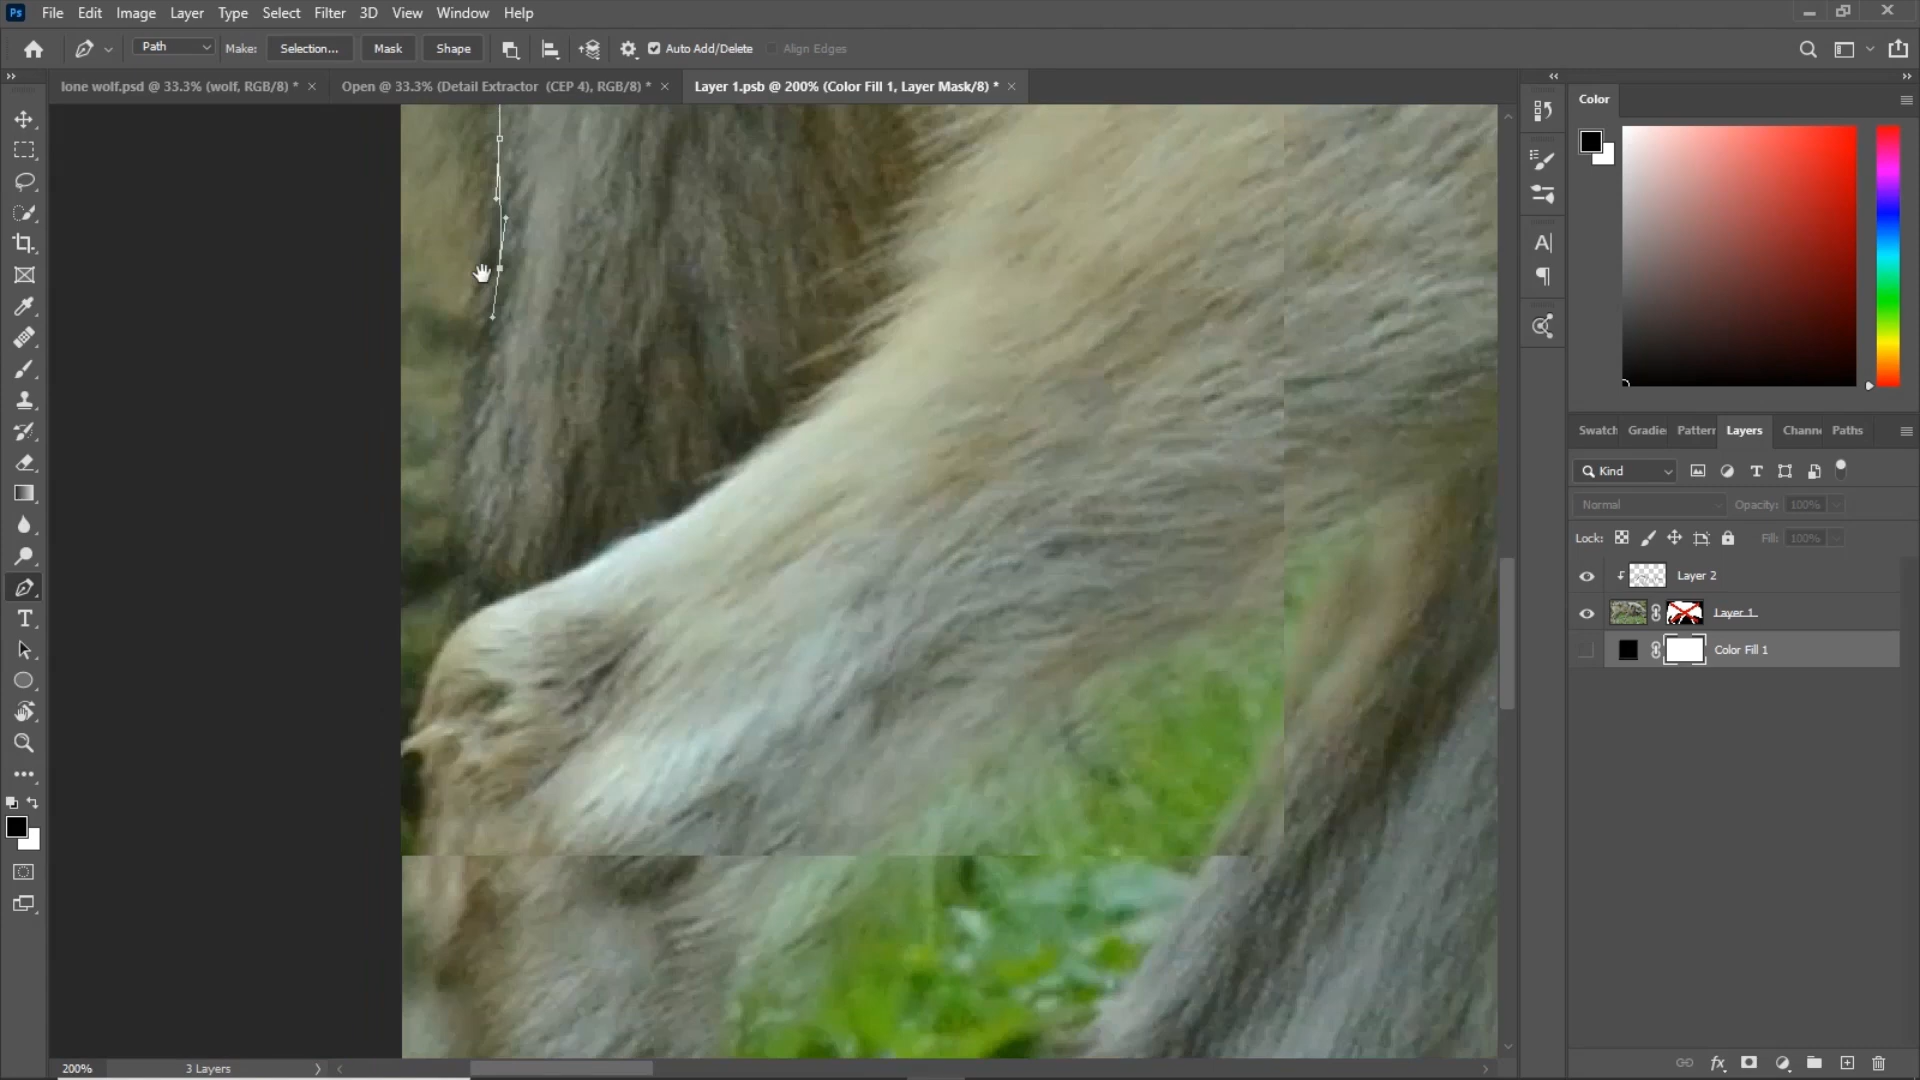 Ps File Edit Image Layer Type Select Filter 3D View Window Help
Path Make: Selection... Mask Shape Auto Add/Delete Align Edges
lone wolf.psd @ 33.3% (wolf, RGB/8) * × Open @ 33.3% (Detail Extractor (CEP 4), RGB/8) * × Layer 1.psb @ 200% (Color Fill 1, Layer Mask/8) * ×
Color
Swatch Gradie Pattern Layers Channe Paths
Kind
Normal Opacity: 100%
Lock: Fill: 100%
Layer 2
Layer 1
Color Fill 1
200% 3 Layers